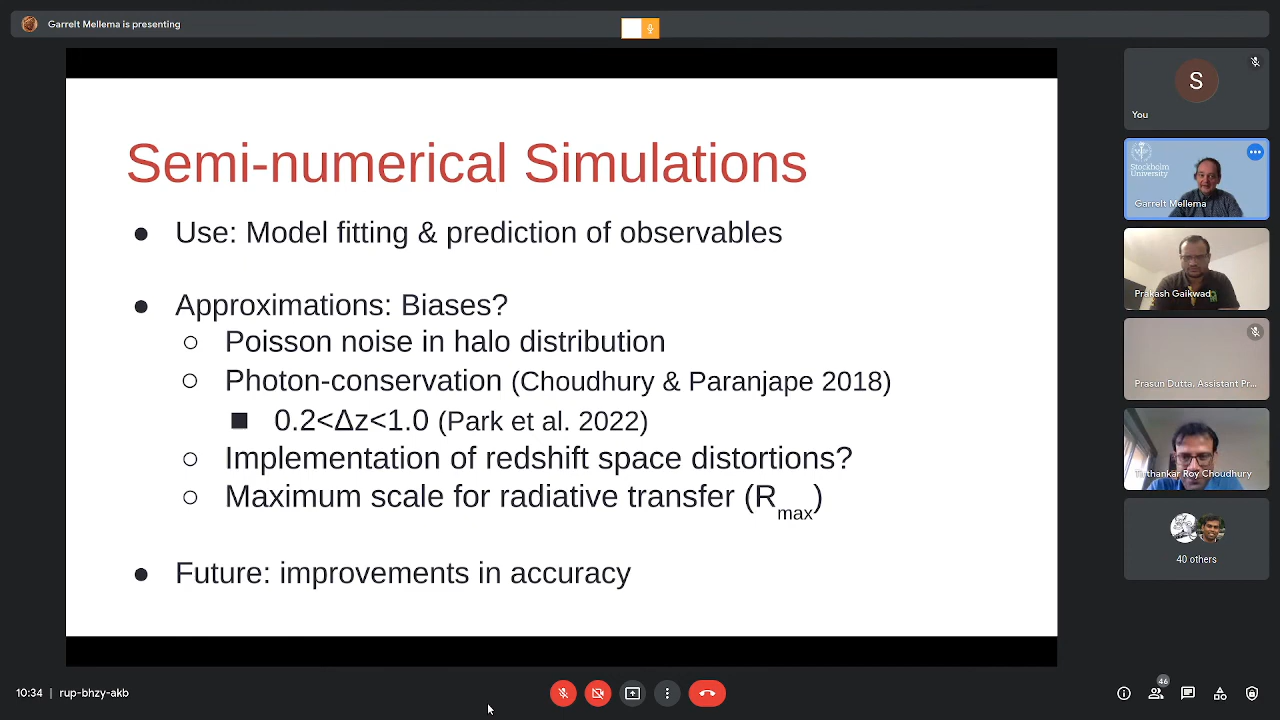 Garrelt Mellema is presenting
Semi-numerical Simulations
● Use: Model fitting & prediction of observables
● Approximations: Biases?
○ Poisson noise in halo distribution
○ Photon-conservation (Choudhury & Paranjape 2018)
■ 0.2<Δz<1.0 (Park et al. 2022)
○ Implementation of redshift space distortions?
○ Maximum scale for radiative transfer (Rmax)
● Future: improvements in accuracy
S
You
Stockholm
University
Garrelt Mellema
Prakash Gaikwad
Prasun Dutta, Assistant Pr...
Tirthankar Roy Choudhury
40 others
10:34 | rup-bhzy-akb
46